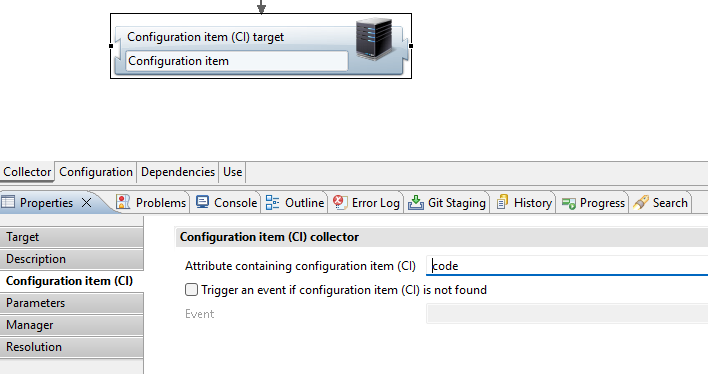 Configuration item (CI) target
Configuration item
Collector Configuration Dependencies Use
Properties Problems Console Outline Error Log Git Staging History Progress Search
Target
Description
Configuration item (CI)
Parameters
Manager
Resolution
Configuration item (CI) collector
Attribute containing configuration item (CI) code
Trigger an event if configuration item (CI) is not found
Event